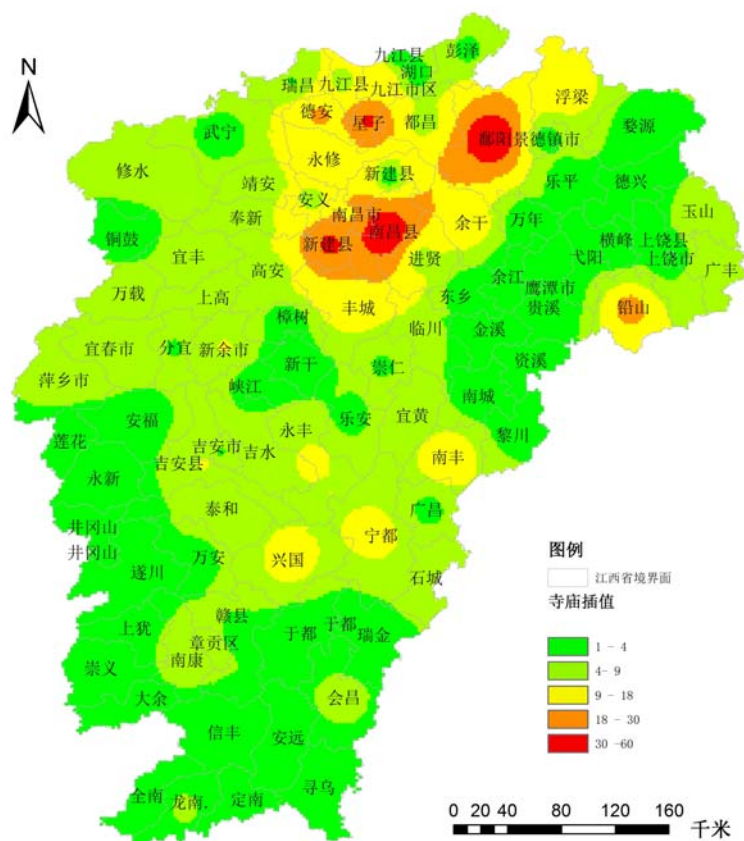 N
九江县
彭泽
湖口
瑞昌
九江县
九江市区
浮梁
德安
星子
都昌
武宁
鄱阳
景德镇市
婺源
永修
修水
新建县
乐平
德兴
靖安
安义
玉山
奉新
南昌市
余干
万年
铜鼓
新建县
南昌县
横峰
上饶县
宜丰
进贤
弋阳
上饶市
高安
余江
广丰
万载
上高
丰城
东乡
鹰潭市
贵溪
铅山
樟树
临川
金溪
宜春市
分宜
新余市
新干
崇仁
资溪
萍乡市
峡江
南城
安福
乐安
宜黄
莲花
永丰
黎川
吉安市
吉水
吉安县
南丰
永新
泰和
广昌
井冈山
宁都
井冈山
兴国
万安
遂川
石城
赣县
上犹
于都
于都
瑞金
章贡区
崇义
南康
大余
会昌
信丰
安远
寻乌
全南
龙南.
定南
图例
江西省境界面
寺庙插值
1 - 4
4- 9
9 - 18
18 - 30
30 -60
0 20 40 80 120 160
千米